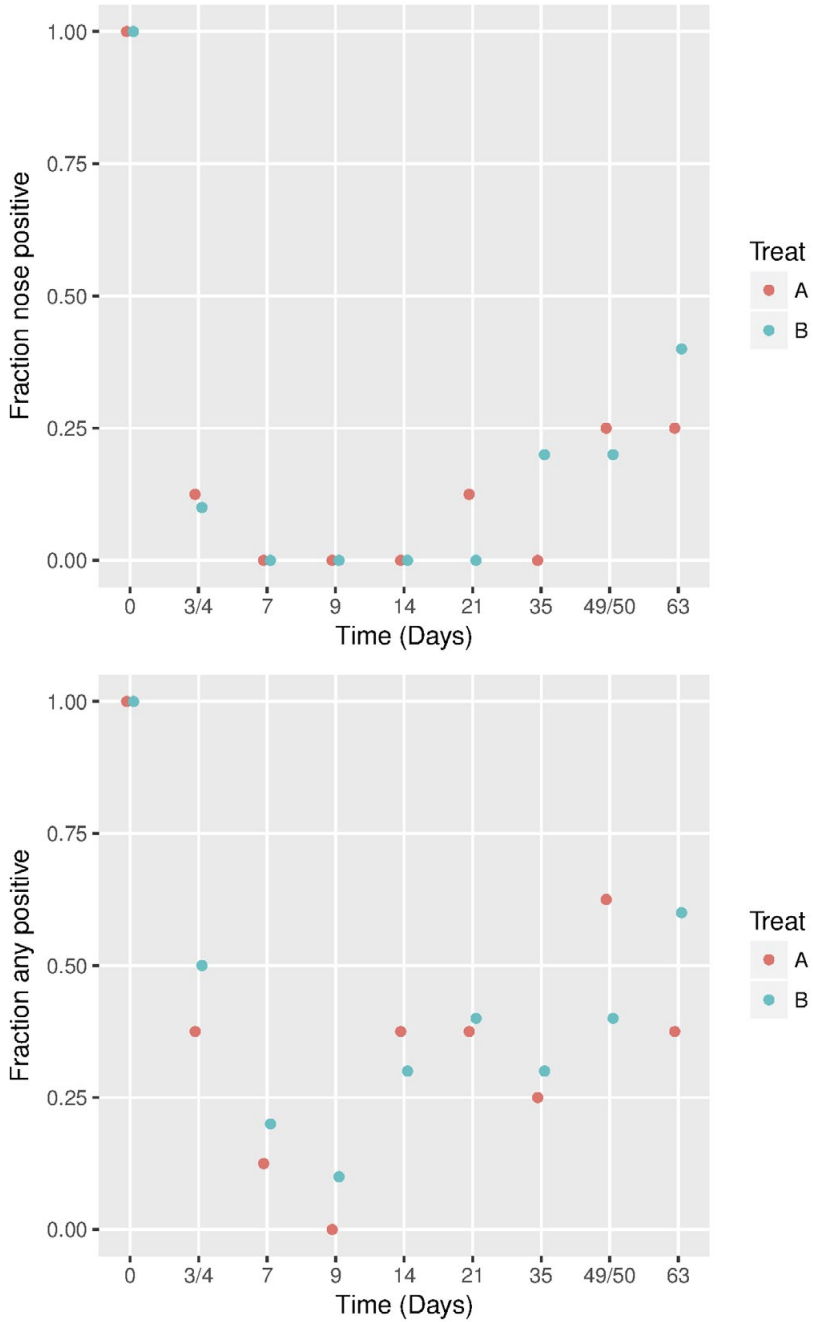 Fraction nose positive
1.00
0.75
0.50
0.25
0.00
0 3/4 7 9 14 21 35 49/50 63
Time (Days)
Treat
A
B
Fraction any positive
1.00
0.75
0.50
0.25
0.00
0 3/4 7 9 14 21 35 49/50 63
Time (Days)
Treat
A
B